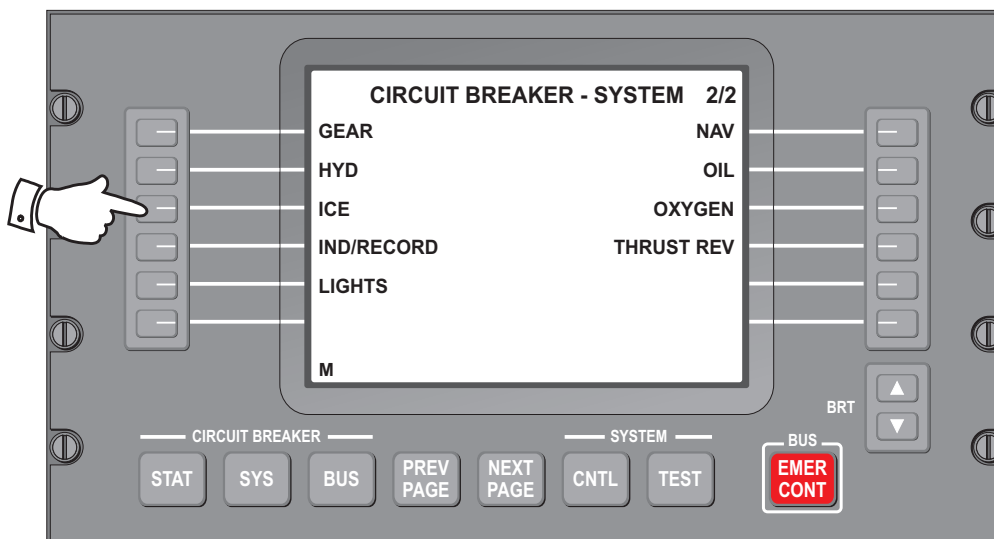 CIRCUIT BREAKER - SYSTEM 2/2
GEAR NAV
HYD OIL
ICE OXYGEN
IND/RECORD THRUST REV
LIGHTS
M
BRT
CIRCUIT BREAKER SYSTEM BUS
STAT SYS BUS PREV PAGE NEXT PAGE CNTL TEST EMER CONT